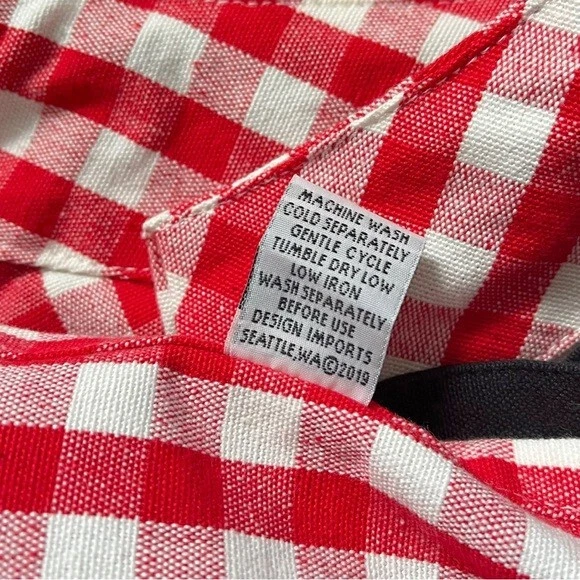 MACHINE WASH
COLD SEPARATELY
GENTLE CYCLE
TUMBLE DRY LOW
LOW IRON
WASH SEPARATELY
BEFORE USE
DESIGN IMPORTS
SEATTLE,WA©2019